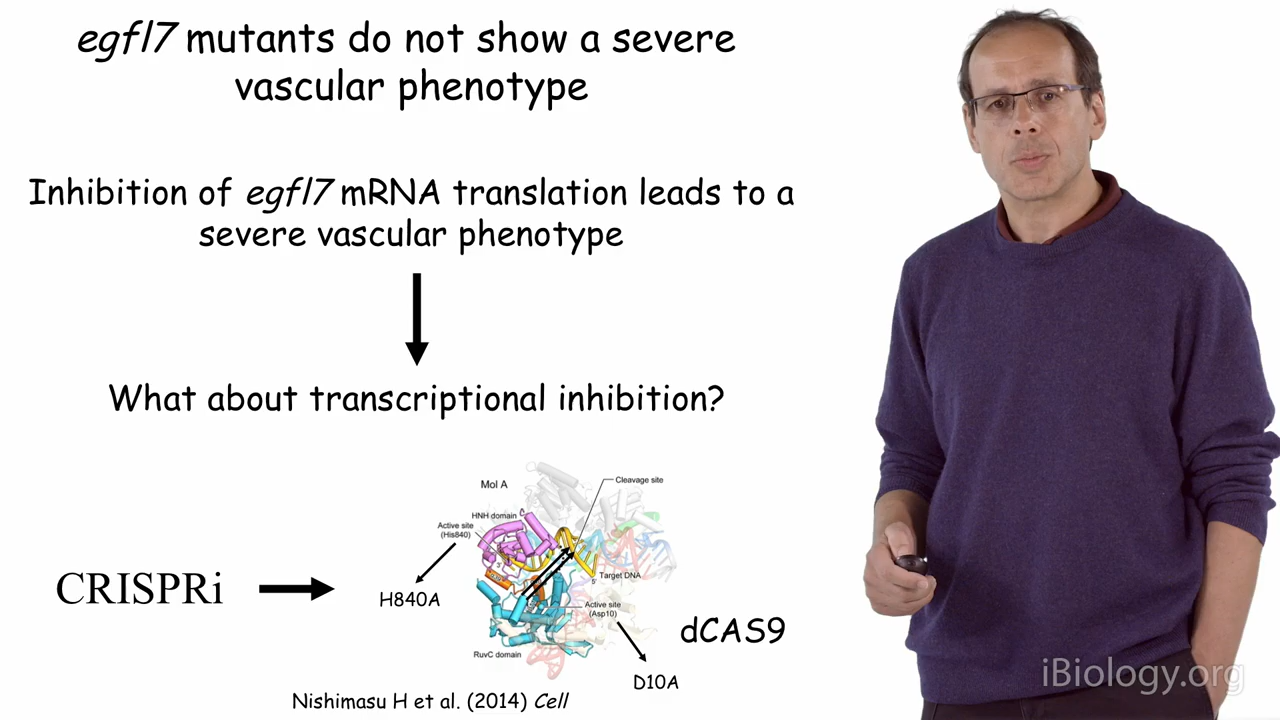 egfl7 mutants do not show a severe
vascular phenotype
Inhibition of egfl7 mRNA translation leads to a
severe vascular phenotype
What about transcriptional inhibition?
Mol A
Cleavage site
HNH domain
Active site
(His840)
Target DNA
5'
CRISPRi
H840A
Active site
(Asp10)
dCAS9
RuvC domain
D10A
Nishimasu H et al. (2014) Cell
iBiology.org